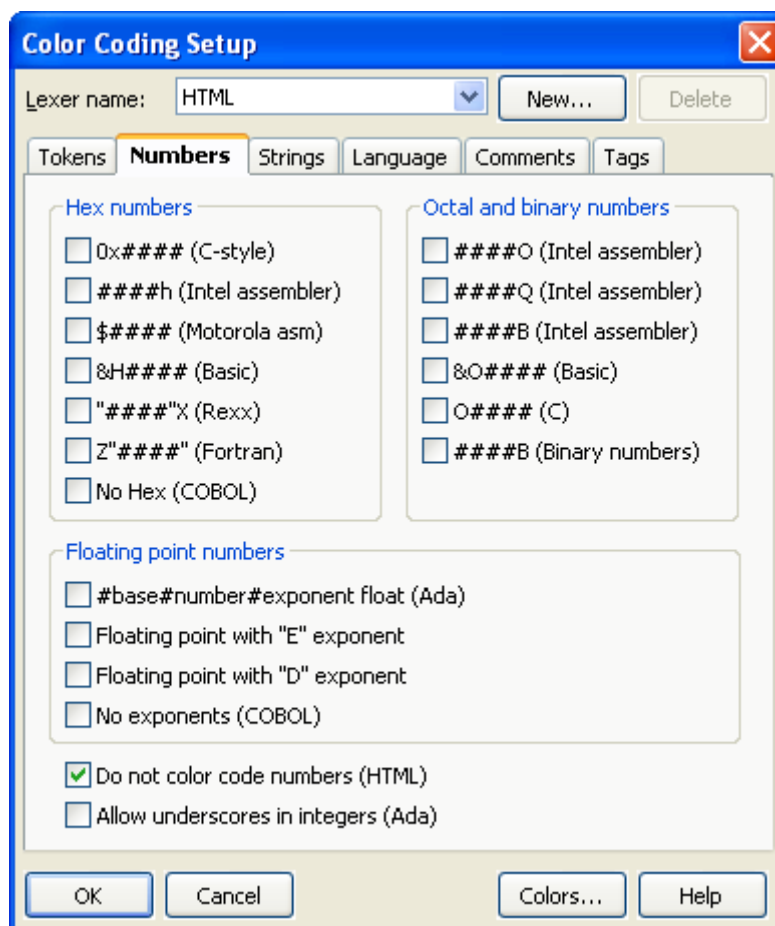 Color Coding Setup
Lexer name: HTML New... Delete
Tokens Numbers Strings Language Comments Tags
Hex numbers
0x#### (C-style)
####h (Intel assembler)
$#### (Motorola asm)
&H#### (Basic)
"####"X (Rexx)
Z"####" (Fortran)
No Hex (COBOL)
Octal and binary numbers
####O (Intel assembler)
####Q (Intel assembler)
####B (Intel assembler)
&O#### (Basic)
O#### (C)
####B (Binary numbers)
Floating point numbers
#base#number#exponent float (Ada)
Floating point with "E" exponent
Floating point with "D" exponent
No exponents (COBOL)
Do not color code numbers (HTML)
Allow underscores in integers (Ada)
OK Cancel Colors... Help